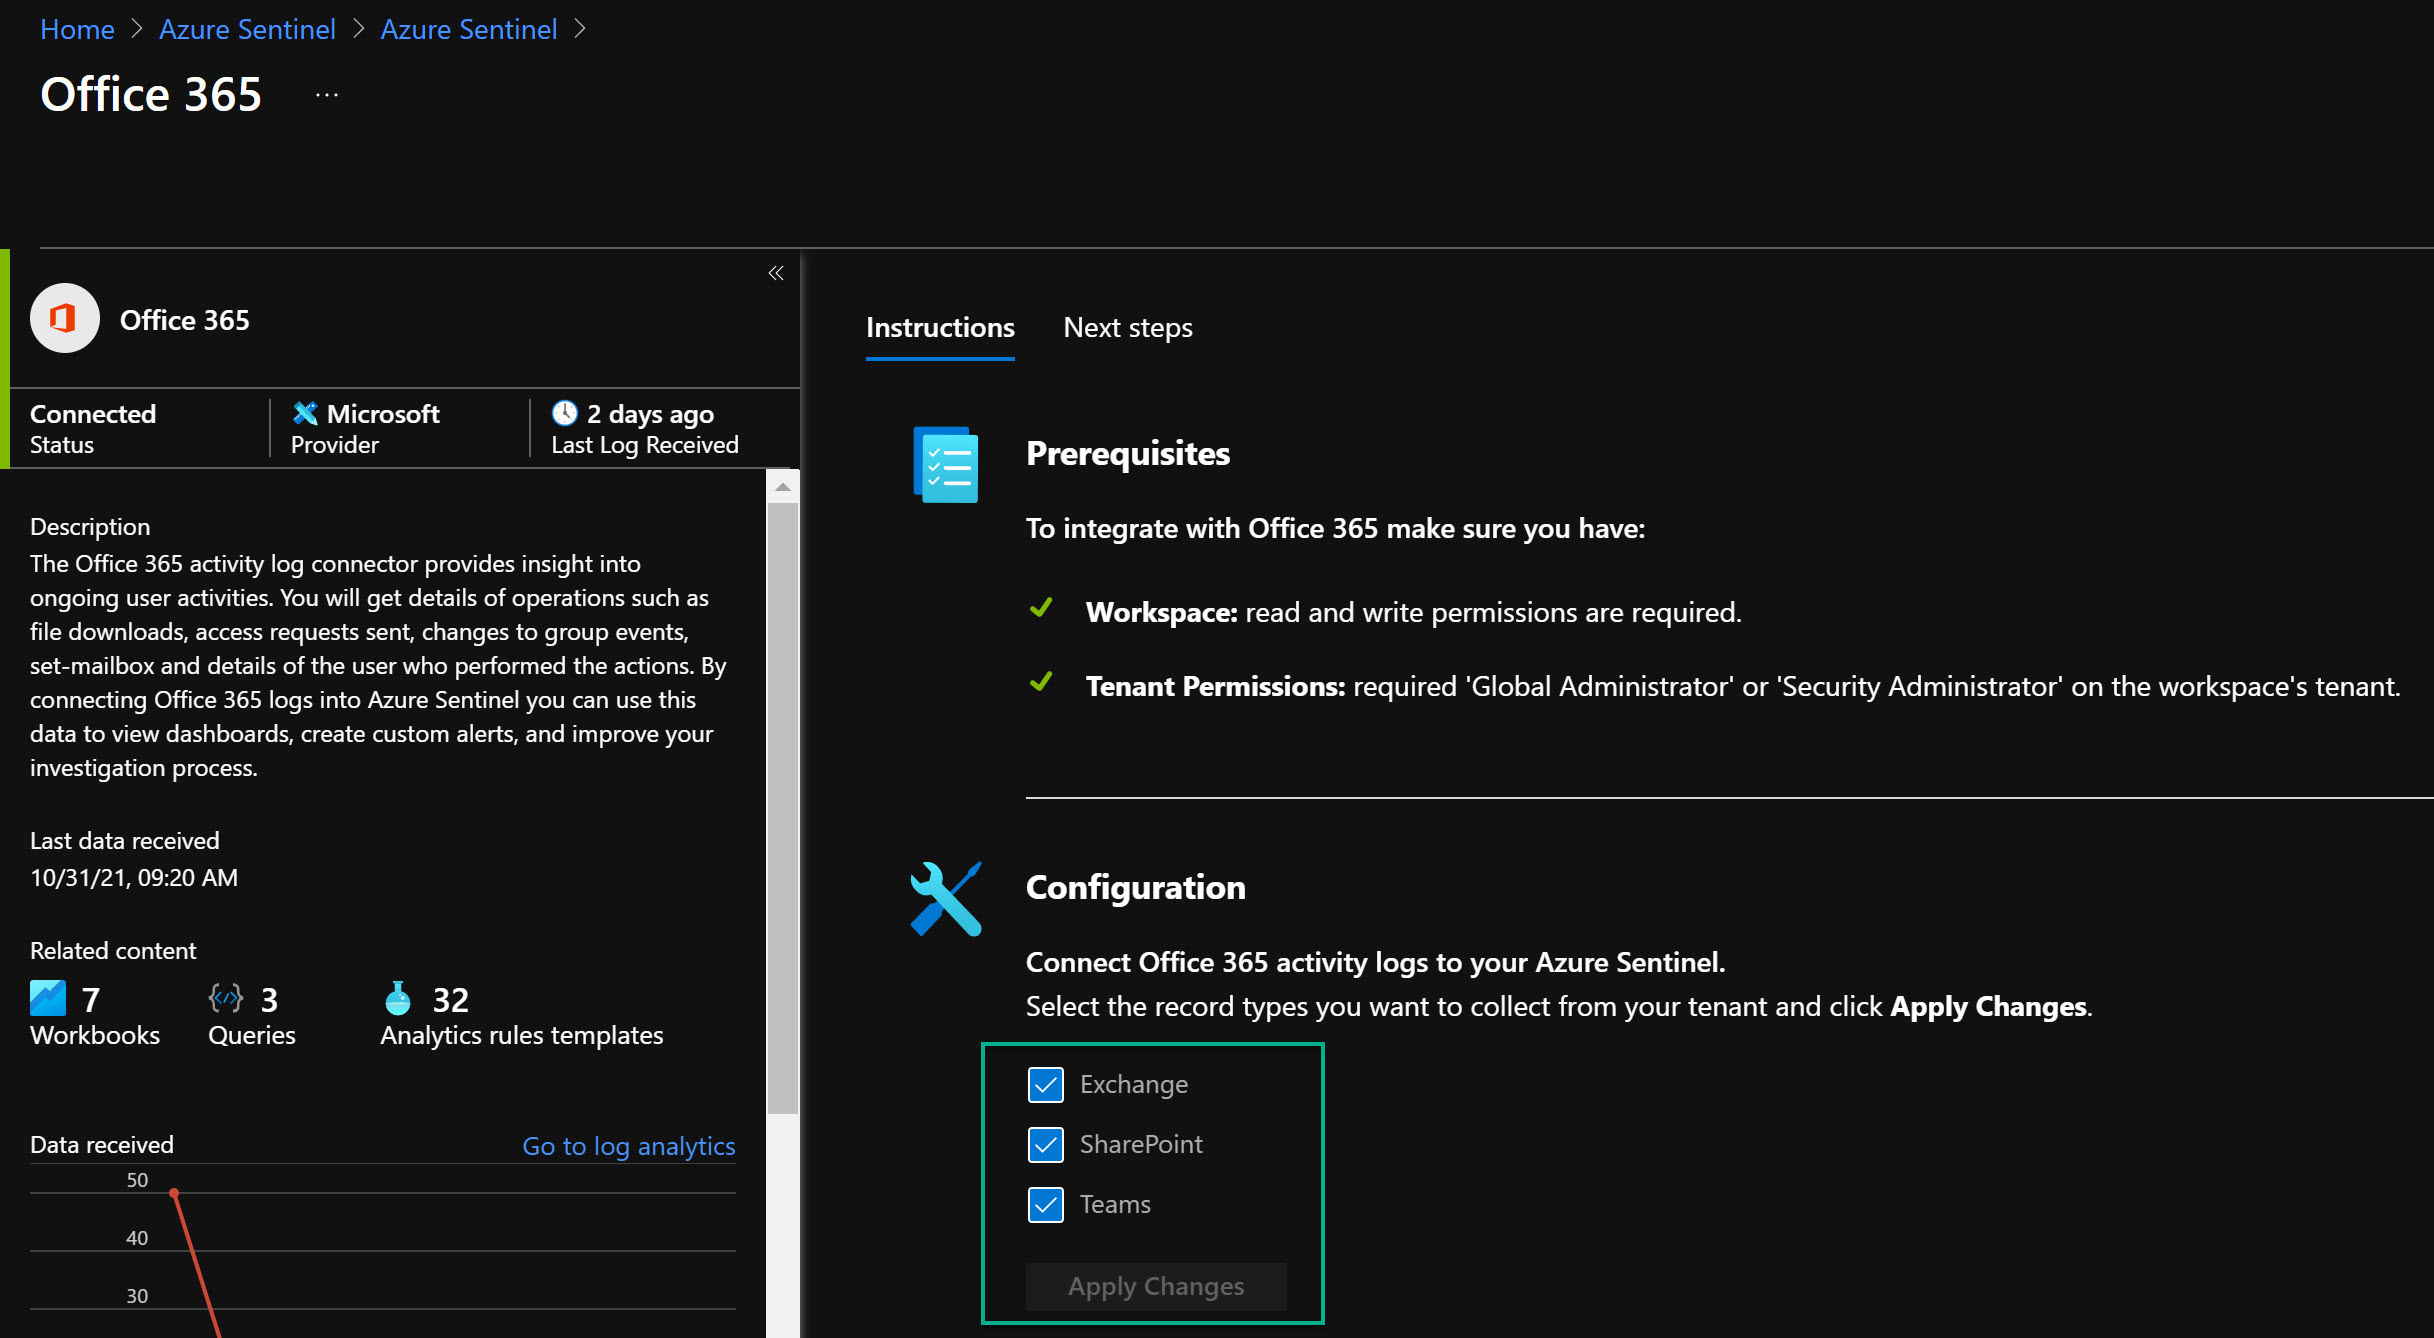 Home > Azure Sentinel > Azure Sentinel >
Office 365 ...
Office 365
Connected
Status
Microsoft
Provider
2 days ago
Last Log Received
Description
The Office 365 activity log connector provides insight into
ongoing user activities. You will get details of operations such as
file downloads, access requests sent, changes to group events,
set-mailbox and details of the user who performed the actions. By
connecting Office 365 logs into Azure Sentinel you can use this
data to view dashboards, create custom alerts, and improve your
investigation process.
Last data received
10/31/21, 09:20 AM
Related content
7
Workbooks
3
Queries
32
Analytics rules templates
Data received
Go to log analytics
50
40
30
Instructions
Next steps
Prerequisites
To integrate with Office 365 make sure you have:
Workspace: read and write permissions are required.
Tenant Permissions: required 'Global Administrator' or 'Security Administrator' on the workspace's tenant.
Configuration
Connect Office 365 activity logs to your Azure Sentinel.
Select the record types you want to collect from your tenant and click Apply Changes.
Exchange
SharePoint
Teams
Apply Changes